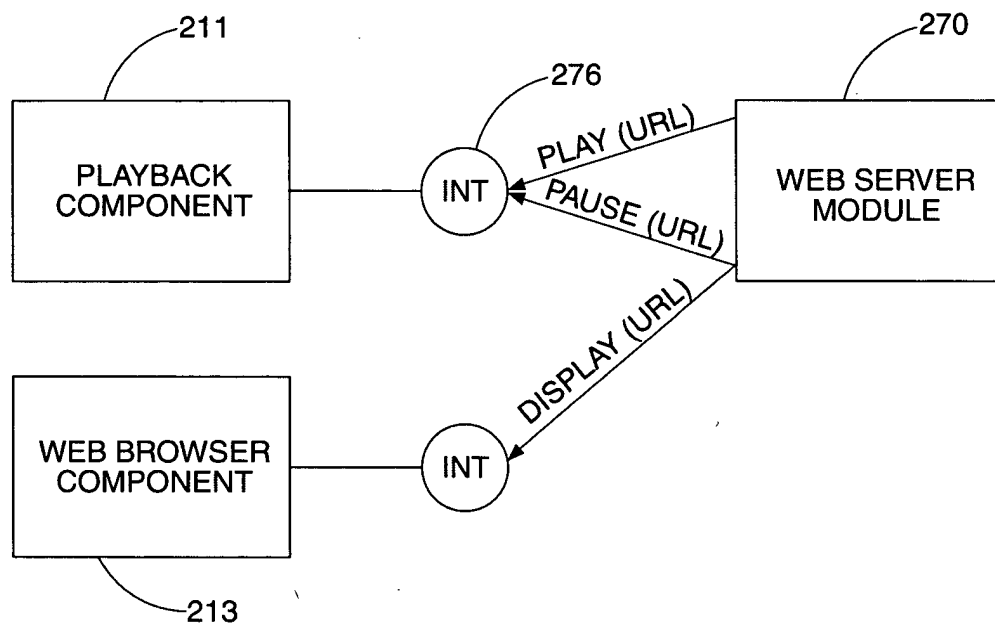 211
270
276
PLAYBACK
COMPONENT
INT
PLAY (URL)
PAUSE (URL)
WEB SERVER
MODULE
DISPLAY (URL)
WEB BROWSER
COMPONENT
INT
213